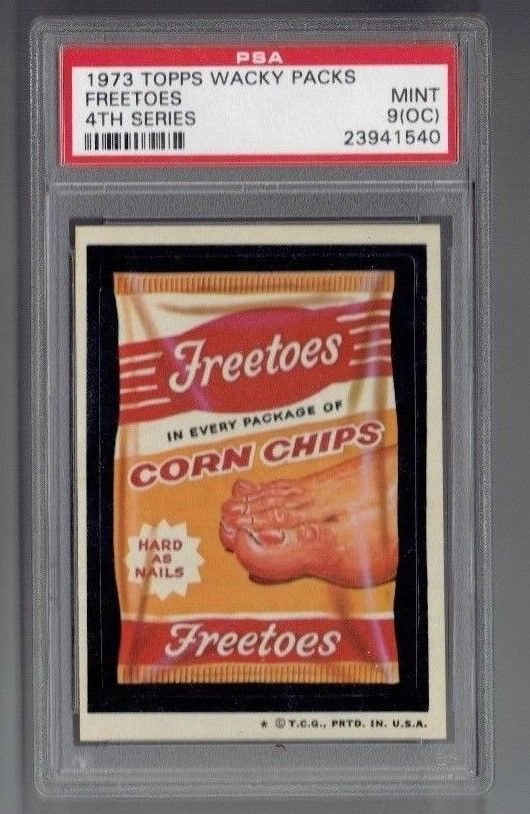 PSA
1973 TOPPS WACKY PACKS
FREETOES MINT
4TH SERIES 9(OC)
23941540
Freetoes
IN EVERY PACKAGE OF
CORN CHIPS
HARD
AS
NAILS
Freetoes
* © T.C.G., PRTD. IN. U.S.A.